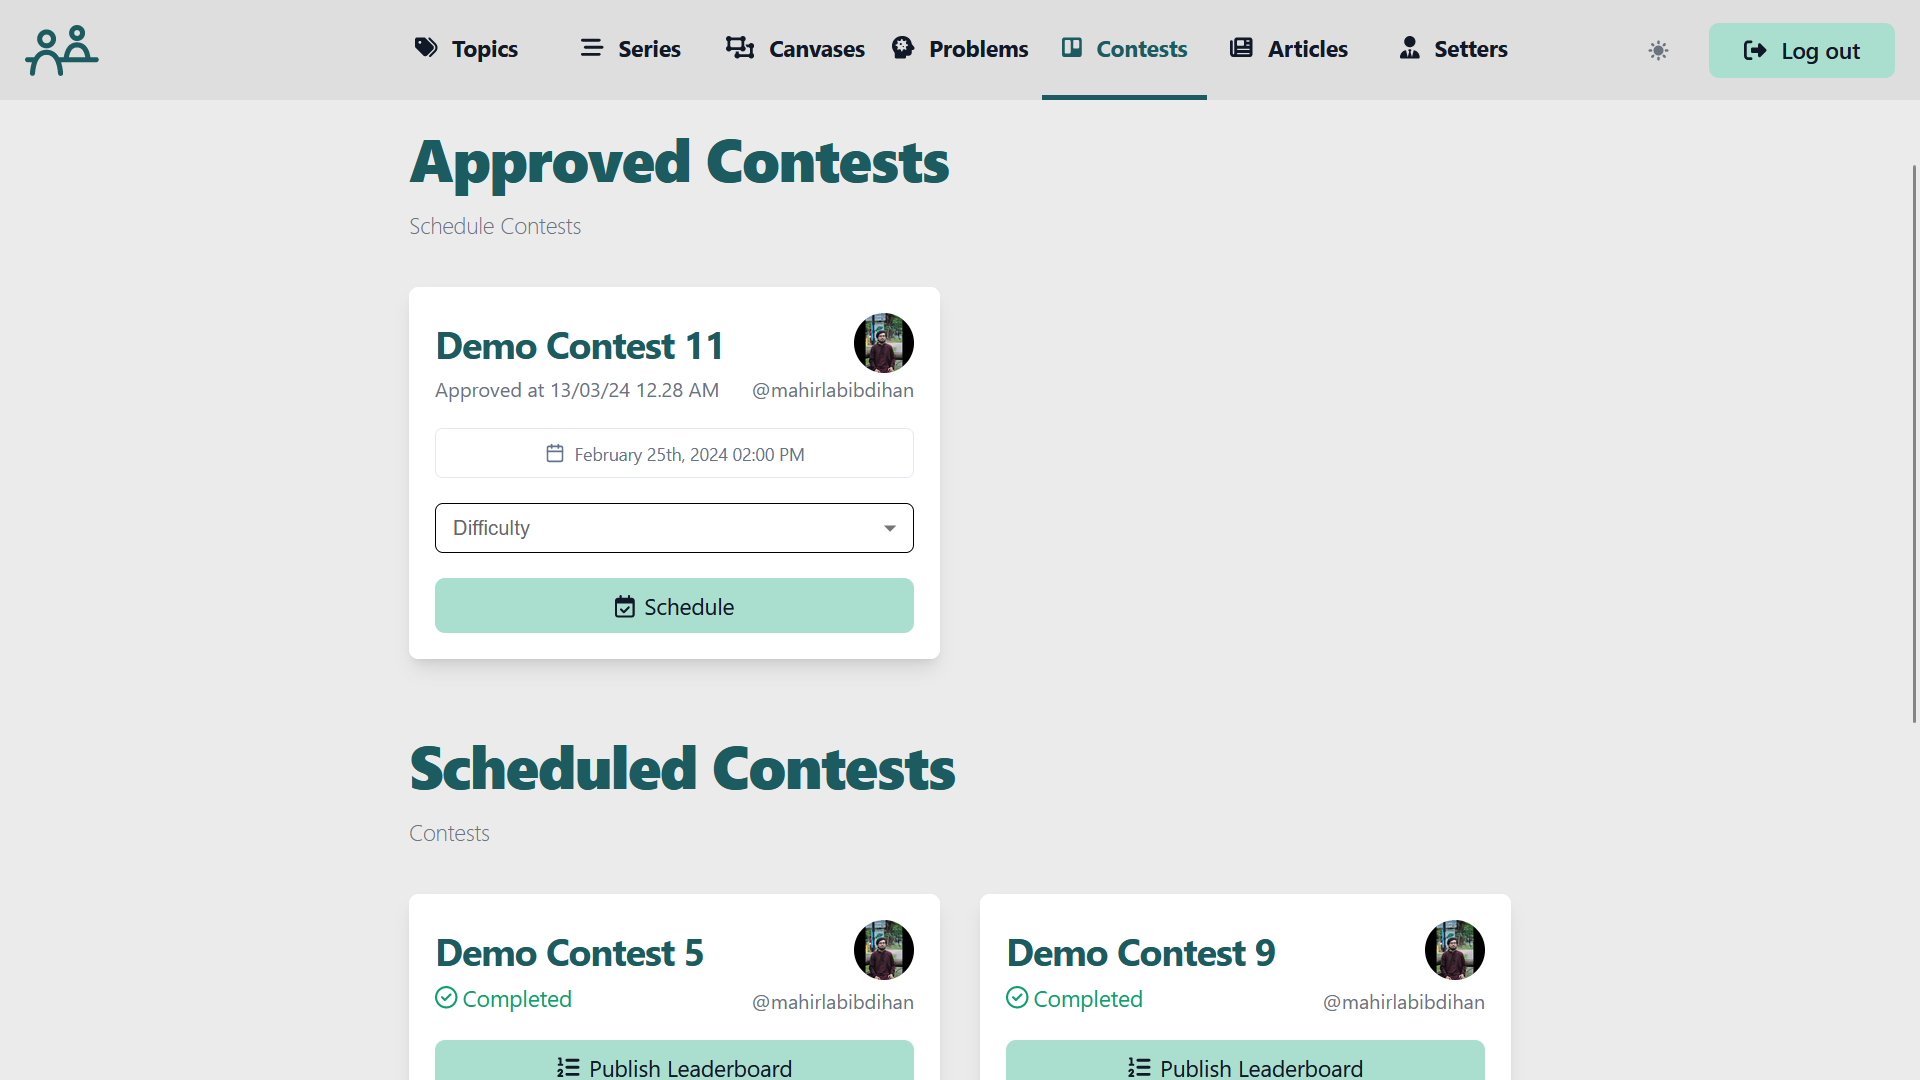 Topics Series Canvases Problems Contests Articles Setters Log out
Approved Contests
Schedule Contests
Demo Contest 11
Approved at 13/03/24 12.28 AM @mahirlabibdihan
February 25th, 2024 02:00 PM
Difficulty
Schedule
Scheduled Contests
Contests
Demo Contest 5
Completed @mahirlabibdihan
Publish Leaderboard
Demo Contest 9
Completed @mahirlabibdihan
Publish Leaderboard